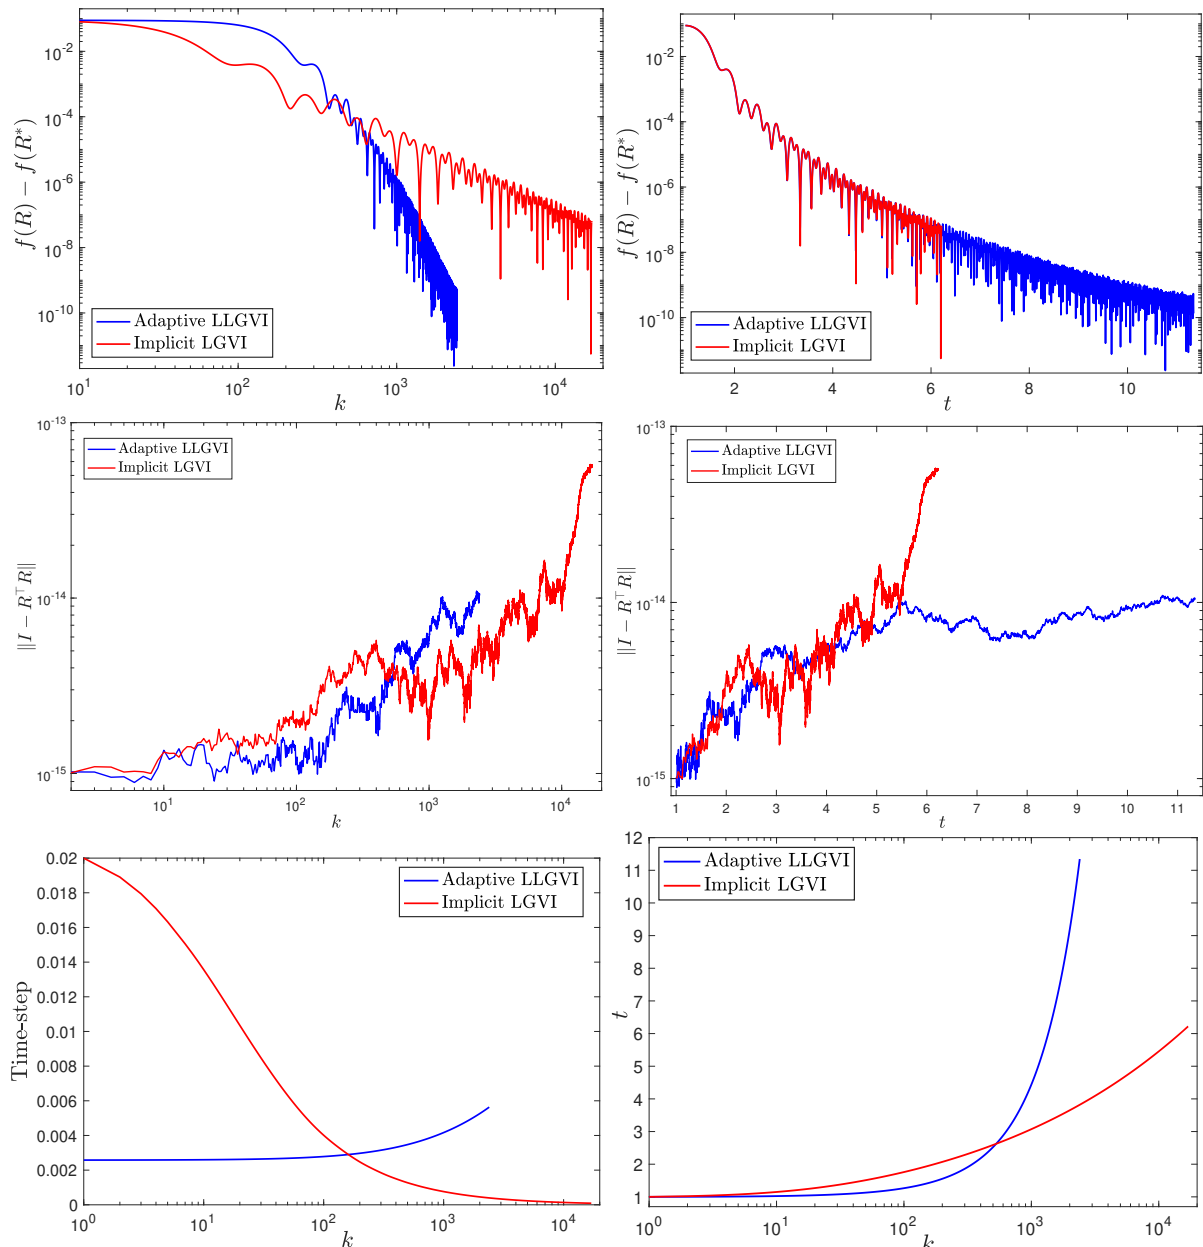 10^-2
10^-4
10^-6
10^-8
10^-10
f(R) − f(R*)
Adaptive LLGVI
Implicit LGVI
10^1 10^2 10^3 10^4
k
10^-2
10^-4
10^-6
10^-8
10^-10
f(R) − f(R*)
Adaptive LLGVI
Implicit LGVI
2 4 6 8 10
t
10^-13
10^-14
10^-15
||I − R^⊤R||
Adaptive LLGVI
Implicit LGVI
10^1 10^2 10^3 10^4
k
10^-13
10^-14
10^-15
||I − R^⊤R||
Adaptive LLGVI
Implicit LGVI
1 2 3 4 5 6 7 8 9 10 11
t
0.02
0.018
0.016
0.014
0.012
0.01
0.008
0.006
0.004
0.002
0
Time-step
Adaptive LLGVI
Implicit LGVI
10^0 10^1 10^2 10^3 10^4
k
12
11
10
9
8
7
6
5
4
3
2
1
t
Adaptive LLGVI
Implicit LGVI
10^0 10^1 10^2 10^3 10^4
k